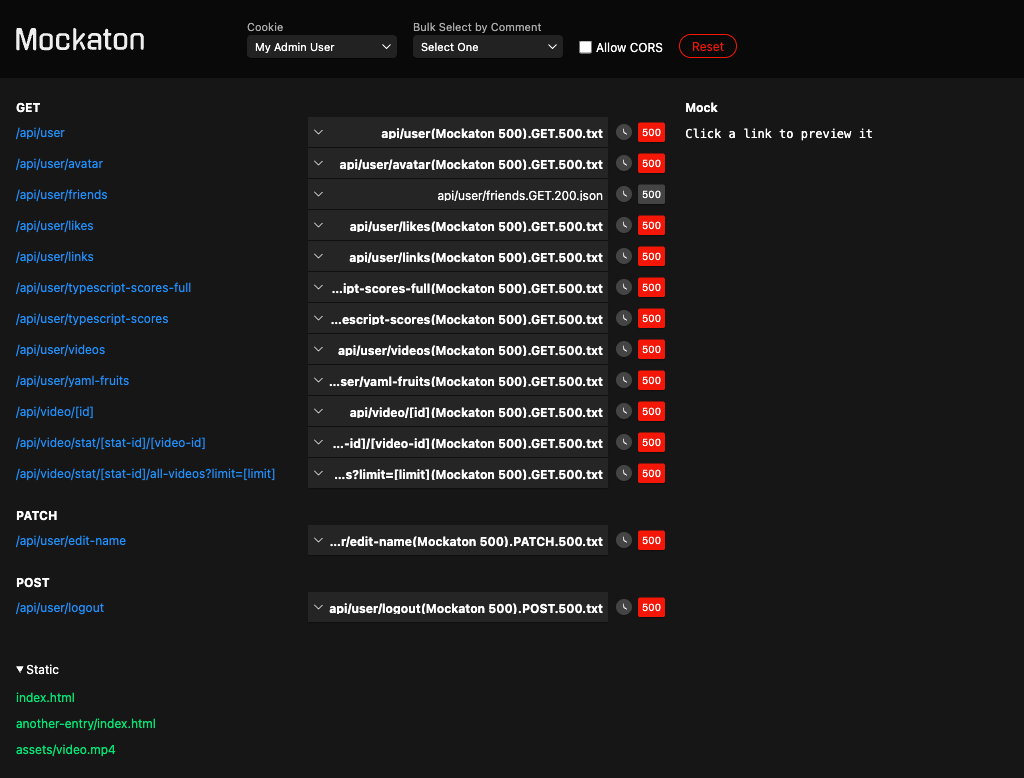 Mockaton
Cookie
My Admin User
Bulk Select by Comment
Select One
Allow CORS
Reset
GET
/api/user api/user(Mockaton 500).GET.500.txt 500
/api/user/avatar api/user/avatar(Mockaton 500).GET.500.txt 500
/api/user/friends api/user/friends.GET.200.json 500
/api/user/likes api/user/likes(Mockaton 500).GET.500.txt 500
/api/user/links api/user/links(Mockaton 500).GET.500.txt 500
/api/user/typescript-scores-full ...ipt-scores-full(Mockaton 500).GET.500.txt 500
/api/user/typescript-scores ...escript-scores(Mockaton 500).GET.500.txt 500
/api/user/videos api/user/videos(Mockaton 500).GET.500.txt 500
/api/user/yaml-fruits ...ser/yaml-fruits(Mockaton 500).GET.500.txt 500
/api/video/[id] api/video/[id](Mockaton 500).GET.500.txt 500
/api/video/stat/[stat-id]/[video-id] ...-id]/[video-id](Mockaton 500).GET.500.txt 500
/api/video/stat/[stat-id]/all-videos?limit=[limit] ...s?limit=[limit](Mockaton 500).GET.500.txt 500
PATCH
/api/user/edit-name ...r/edit-name(Mockaton 500).PATCH.500.txt 500
POST
/api/user/logout api/user/logout(Mockaton 500).POST.500.txt 500
Static
index.html
another-entry/index.html
assets/video.mp4
Mock
Click a link to preview it